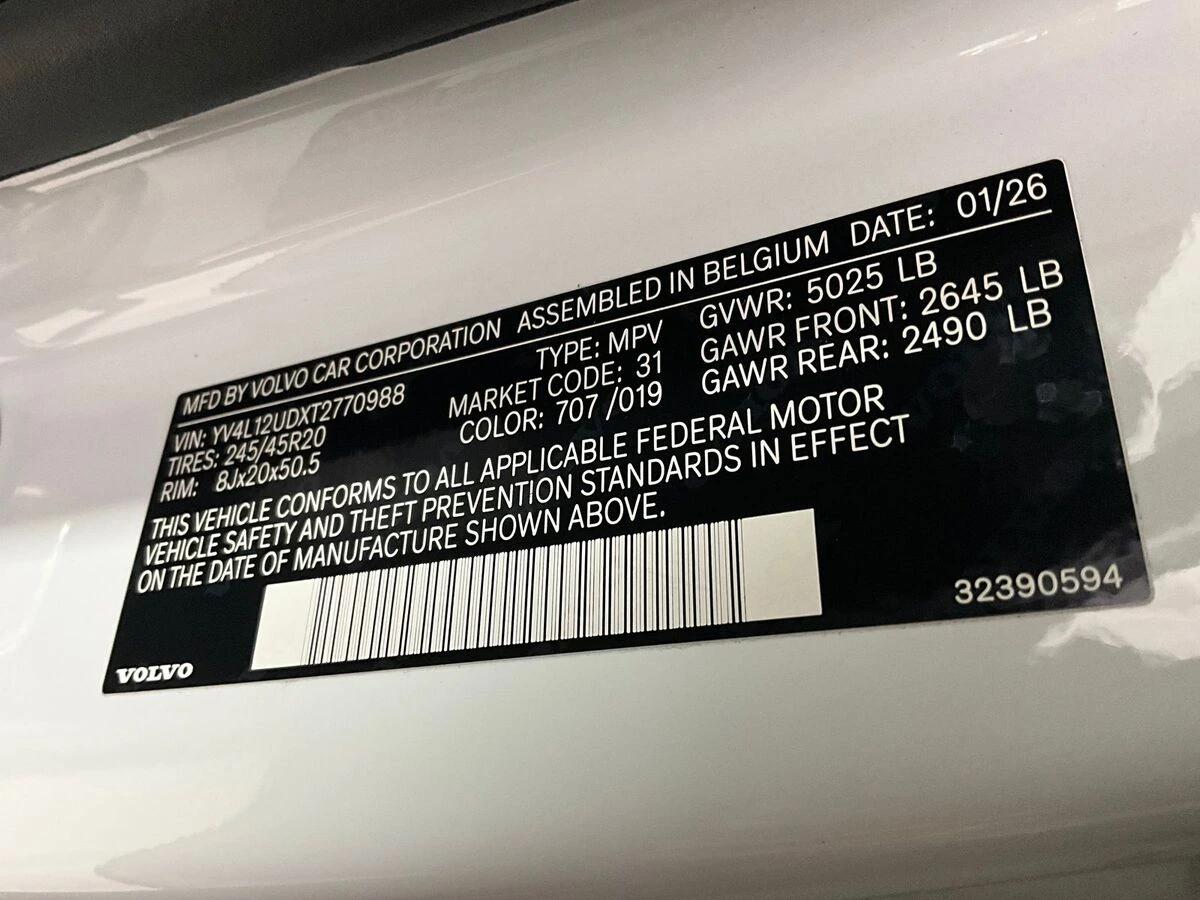 MFD BY VOLVO CAR CORPORATION ASSEMBLED IN BELGIUM DATE: 01/26
VIN: YV4L12UDXT2770988 TYPE: MPV GVWR: 5025 LB
TIRES: 245/45R20 MARKET CODE: 31 GAWR FRONT: 2645 LB
RIM: 8Jx20x50.5 COLOR: 707 /019 GAWR REAR: 2490 LB
THIS VEHICLE CONFORMS TO ALL APPLICABLE FEDERAL MOTOR
VEHICLE SAFETY AND THEFT PREVENTION STANDARDS IN EFFECT
ON THE DATE OF MANUFACTURE SHOWN ABOVE.
32390594
VOLVO